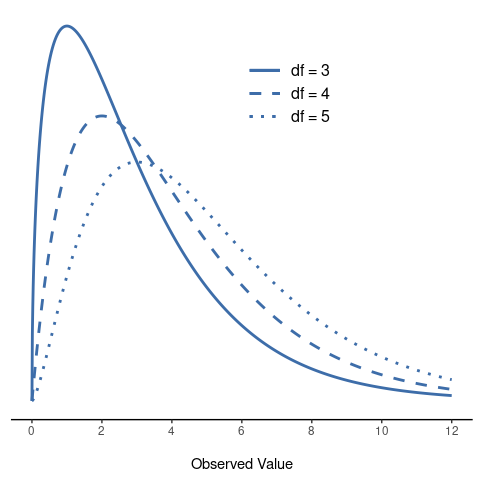 df = 3
df = 4
df = 5
0 2 4 6 8 10 12
Observed Value